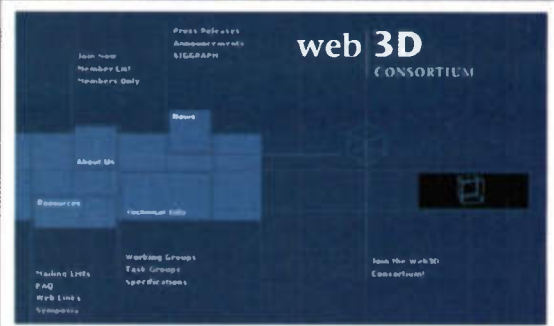 Press Releases
Announcements
SIGGRAPH
web 3D
CONSORTIUM
Join Now
Member List
Members Only
News
About Us
Resources
Technical Info
Working Groups
Task Groups
Specifications
Mailing Lists
FAQ
Web Links
Symposia
Join the Web3D
Consortium!